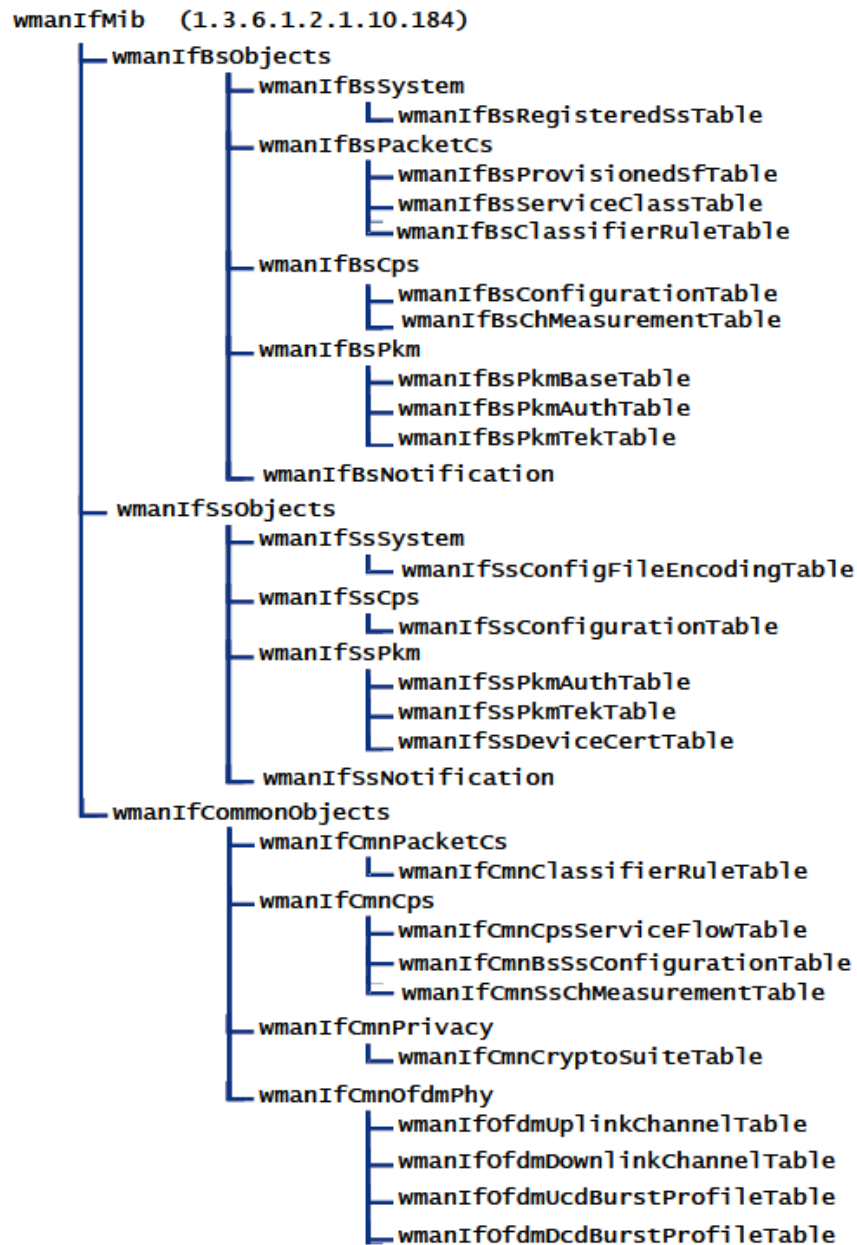 wmanIfMib (1.3.6.1.2.1.10.184)
wmanIfBsObjects
wmanIfBsSystem
wmanIfBsRegisteredSsTable
wmanIfBsPacketCs
wmanIfBsProvisionedSfTable
wmanIfBsServiceClassTable
wmanIfBsClassifierRuleTable
wmanIfBsCps
wmanIfBsConfigurationTable
wmanIfBsChMeasurementTable
wmanIfBsPkm
wmanIfBsPkmBaseTable
wmanIfBsPkmAuthTable
wmanIfBsPkmTekTable
wmanIfBsNotification
wmanIfSsObjects
wmanIfSsSystem
wmanIfSsConfigFileEncodingTable
wmanIfSsCps
wmanIfSsConfigurationTable
wmanIfSsPkm
wmanIfSsPkmAuthTable
wmanIfSsPkmTekTable
wmanIfSsDeviceCertTable
wmanIfSsNotification
wmanIfCommonObjects
wmanIfCmnPacketCs
wmanIfCmnClassifierRuleTable
wmanIfCmnCps
wmanIfCmnCpsServiceFlowTable
wmanIfCmnBsSsConfigurationTable
wmanIfCmnSsChMeasurementTable
wmanIfCmnPrivacy
wmanIfCmnCryptoSuiteTable
wmanIfCmnOfdmPhy
wmanIfOfdmUplinkChannelTable
wmanIfOfdmDownlinkChannelTable
wmanIfOfdmUcdBurstProfileTable
wmanIfOfdmDcdBurstProfileTable